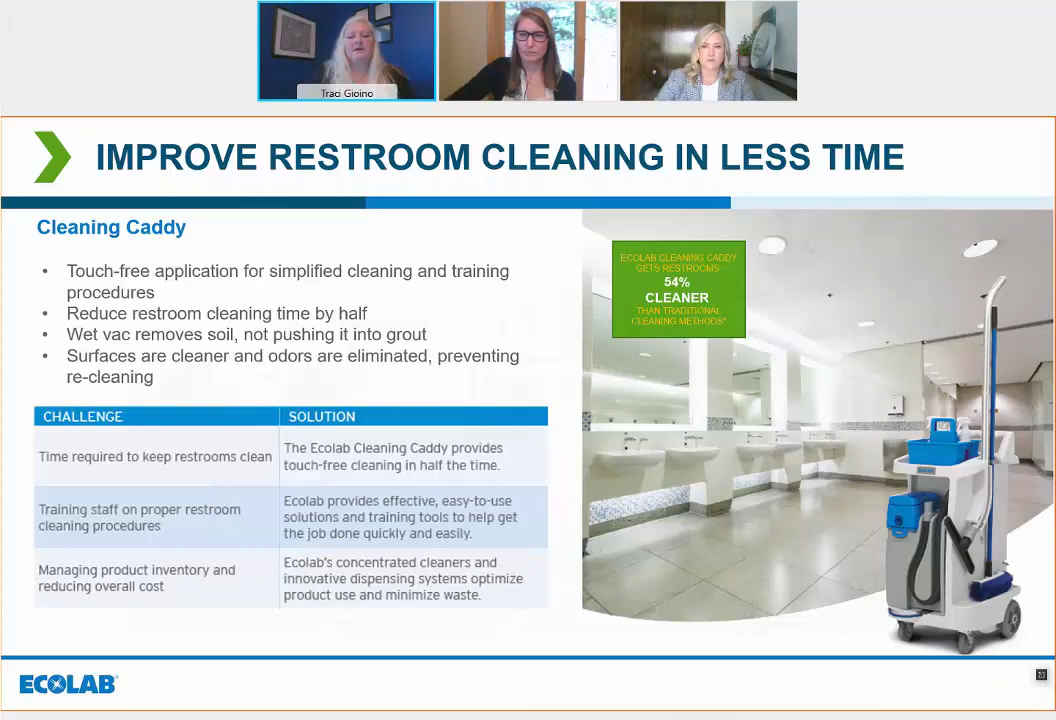 Traci Gioino
IMPROVE RESTROOM CLEANING IN LESS TIME
Cleaning Caddy
• Touch-free application for simplified cleaning and training
procedures
• Reduce restroom cleaning time by half
• Wet vac removes soil, not pushing it into grout
• Surfaces are cleaner and odors are eliminated, preventing
re-cleaning
ECOLAB CLEANING CADDY
GETS RESTROOMS
54%
CLEANER
THAN TRADITIONAL
CLEANING METHODS*
CHALLENGE SOLUTION
Time required to keep restrooms clean
The Ecolab Cleaning Caddy provides
touch-free cleaning in half the time.
Training staff on proper restroom
cleaning procedures
Ecolab provides effective, easy-to-use
solutions and training tools to help get
the job done quickly and easily.
Managing product inventory and
reducing overall cost
Ecolab's concentrated cleaners and
innovative dispensing systems optimize
product use and minimize waste.
ECOLAB®